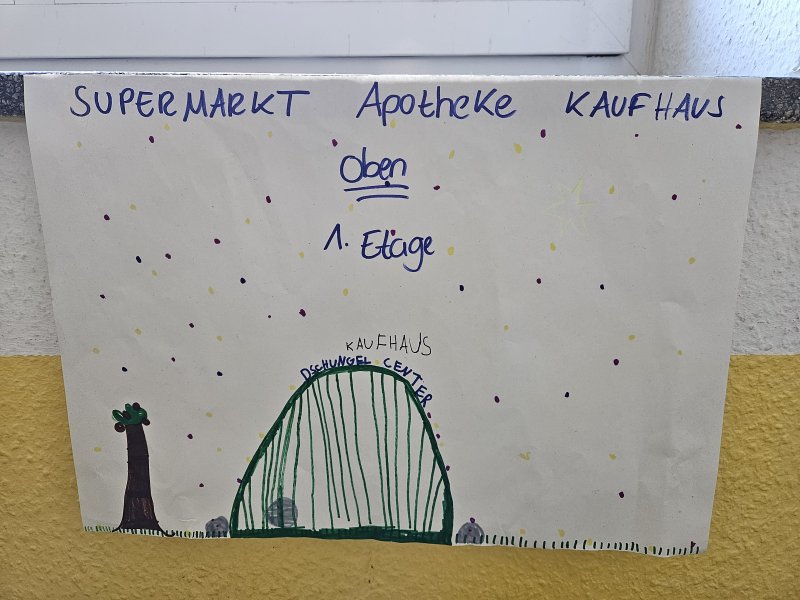 SUPERMARKT Apotheke KAUFHAUS
Oben
1. Etage
KAUFHAUS
DSCHUNGEL CENTER